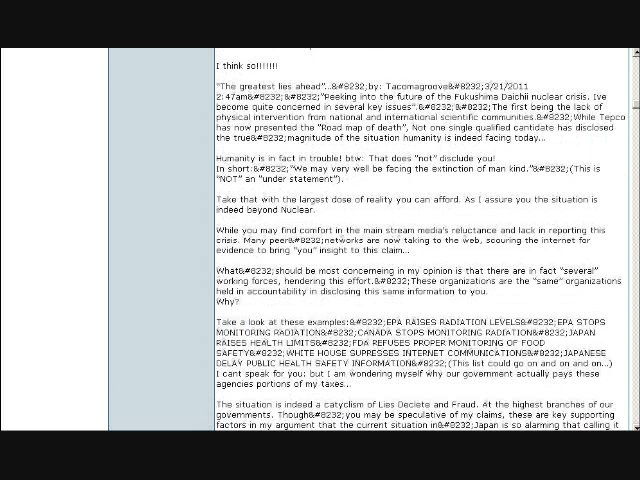 I think so!!!!!!!
"The greatest lies ahead"...&#8232;by: Tacomagroove&#8232;3/21/2011
2:47am&#8232;&#8232;"Peeking into the future of the Fukushima Daichii nuclear crisis. I've
become quite concerned in several key issues".&#8232;&#8232;The first being the lack of
physical intervention from national and international scientific communities.&#8232;While Tepco
has now presented the "Road map of death", Not one single qualified cantidate has disclosed
the true&#8232;magnitude of the situation humanity is indeed facing today...
Humanity is in fact in trouble! btw: That does "not" disclude you!
In short:&#8232;"We may very well be facing the extinction of man kind."&#8232;(This is
"NOT" an "under statement").
Take that with the largest dose of reality you can afford. As I assure you the situation is
indeed beyond Nuclear.
While you may find comfort in the main stream media's reluctance and lack in reporting this
crisis. Many peer&#8232;networks are now taking to the web, scouring the internet for
evidence to bring "you" insight to this claim...
What&#8232;should be most concerneing in my opinion is that there are in fact "several"
working forces, hendering this effort.&#8232;These organizations are the "same" organizations
held in accountability in disclosing this same information to you.
Why?
Take a look at these examples:&#8232;EPA RAISES RADIATION LEVELS&#8232;EPA STOPS
MONITORING RADIATION&#8232;CANADA STOPS MONITORING RADIATION&#8232;JAPAN
RAISES HEALTH LIMITS&#8232;FDA REFUSES PROPER MONITORING OF FOOD
SAFETY&#8232;WHITE HOUSE SUPRESSES INTERNET COMMUNICATIONS&#8232;JAPANESE
DELAY PUBLIC HEALTH SAFETY INFORMATION&#8232;(This list could go on and on and on...)
I cant speak for you: but I am wondering myself why our government actually pays these
agencies portions of my taxes...
The situation is indeed a catyclism of Lies Deciete and Fraud. At the highest branches of our
governments. Though&#8232;you may be speculative of my claims, these are key supporting
factors in my argument that the current situation in&#8232;Japan is so alarming that calling it